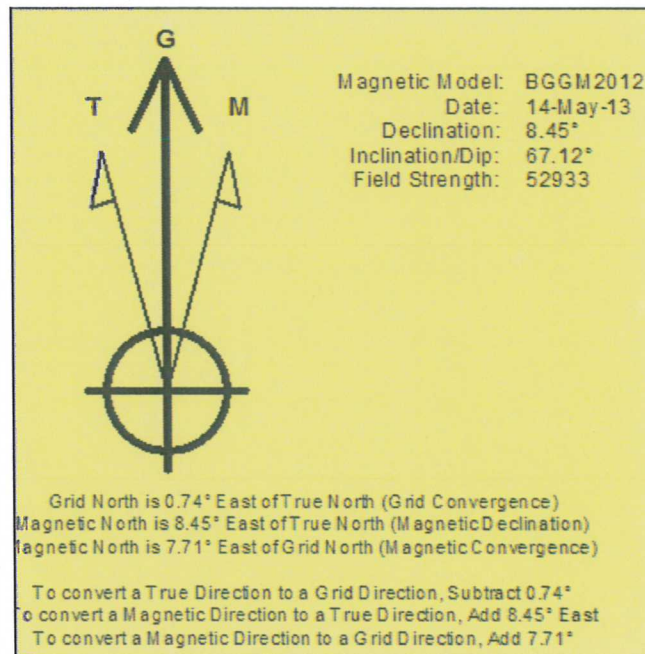 G
T M
Magnetic Model: BGGM2012
Date: 14-May-13
Declination: 8.45°
Inclination/Dip: 67.12°
Field Strength: 52933
Grid North is 0.74° East of True North (Grid Convergence)
Magnetic North is 8.45° East of True North (Magnetic Declination)
Magnetic North is 7.71° East of Grid North (Magnetic Convergence)
To convert a True Direction to a Grid Direction, Subtract 0.74°
To convert a Magnetic Direction to a True Direction, Add 8.45° East
To convert a Magnetic Direction to a Grid Direction, Add 7.71°